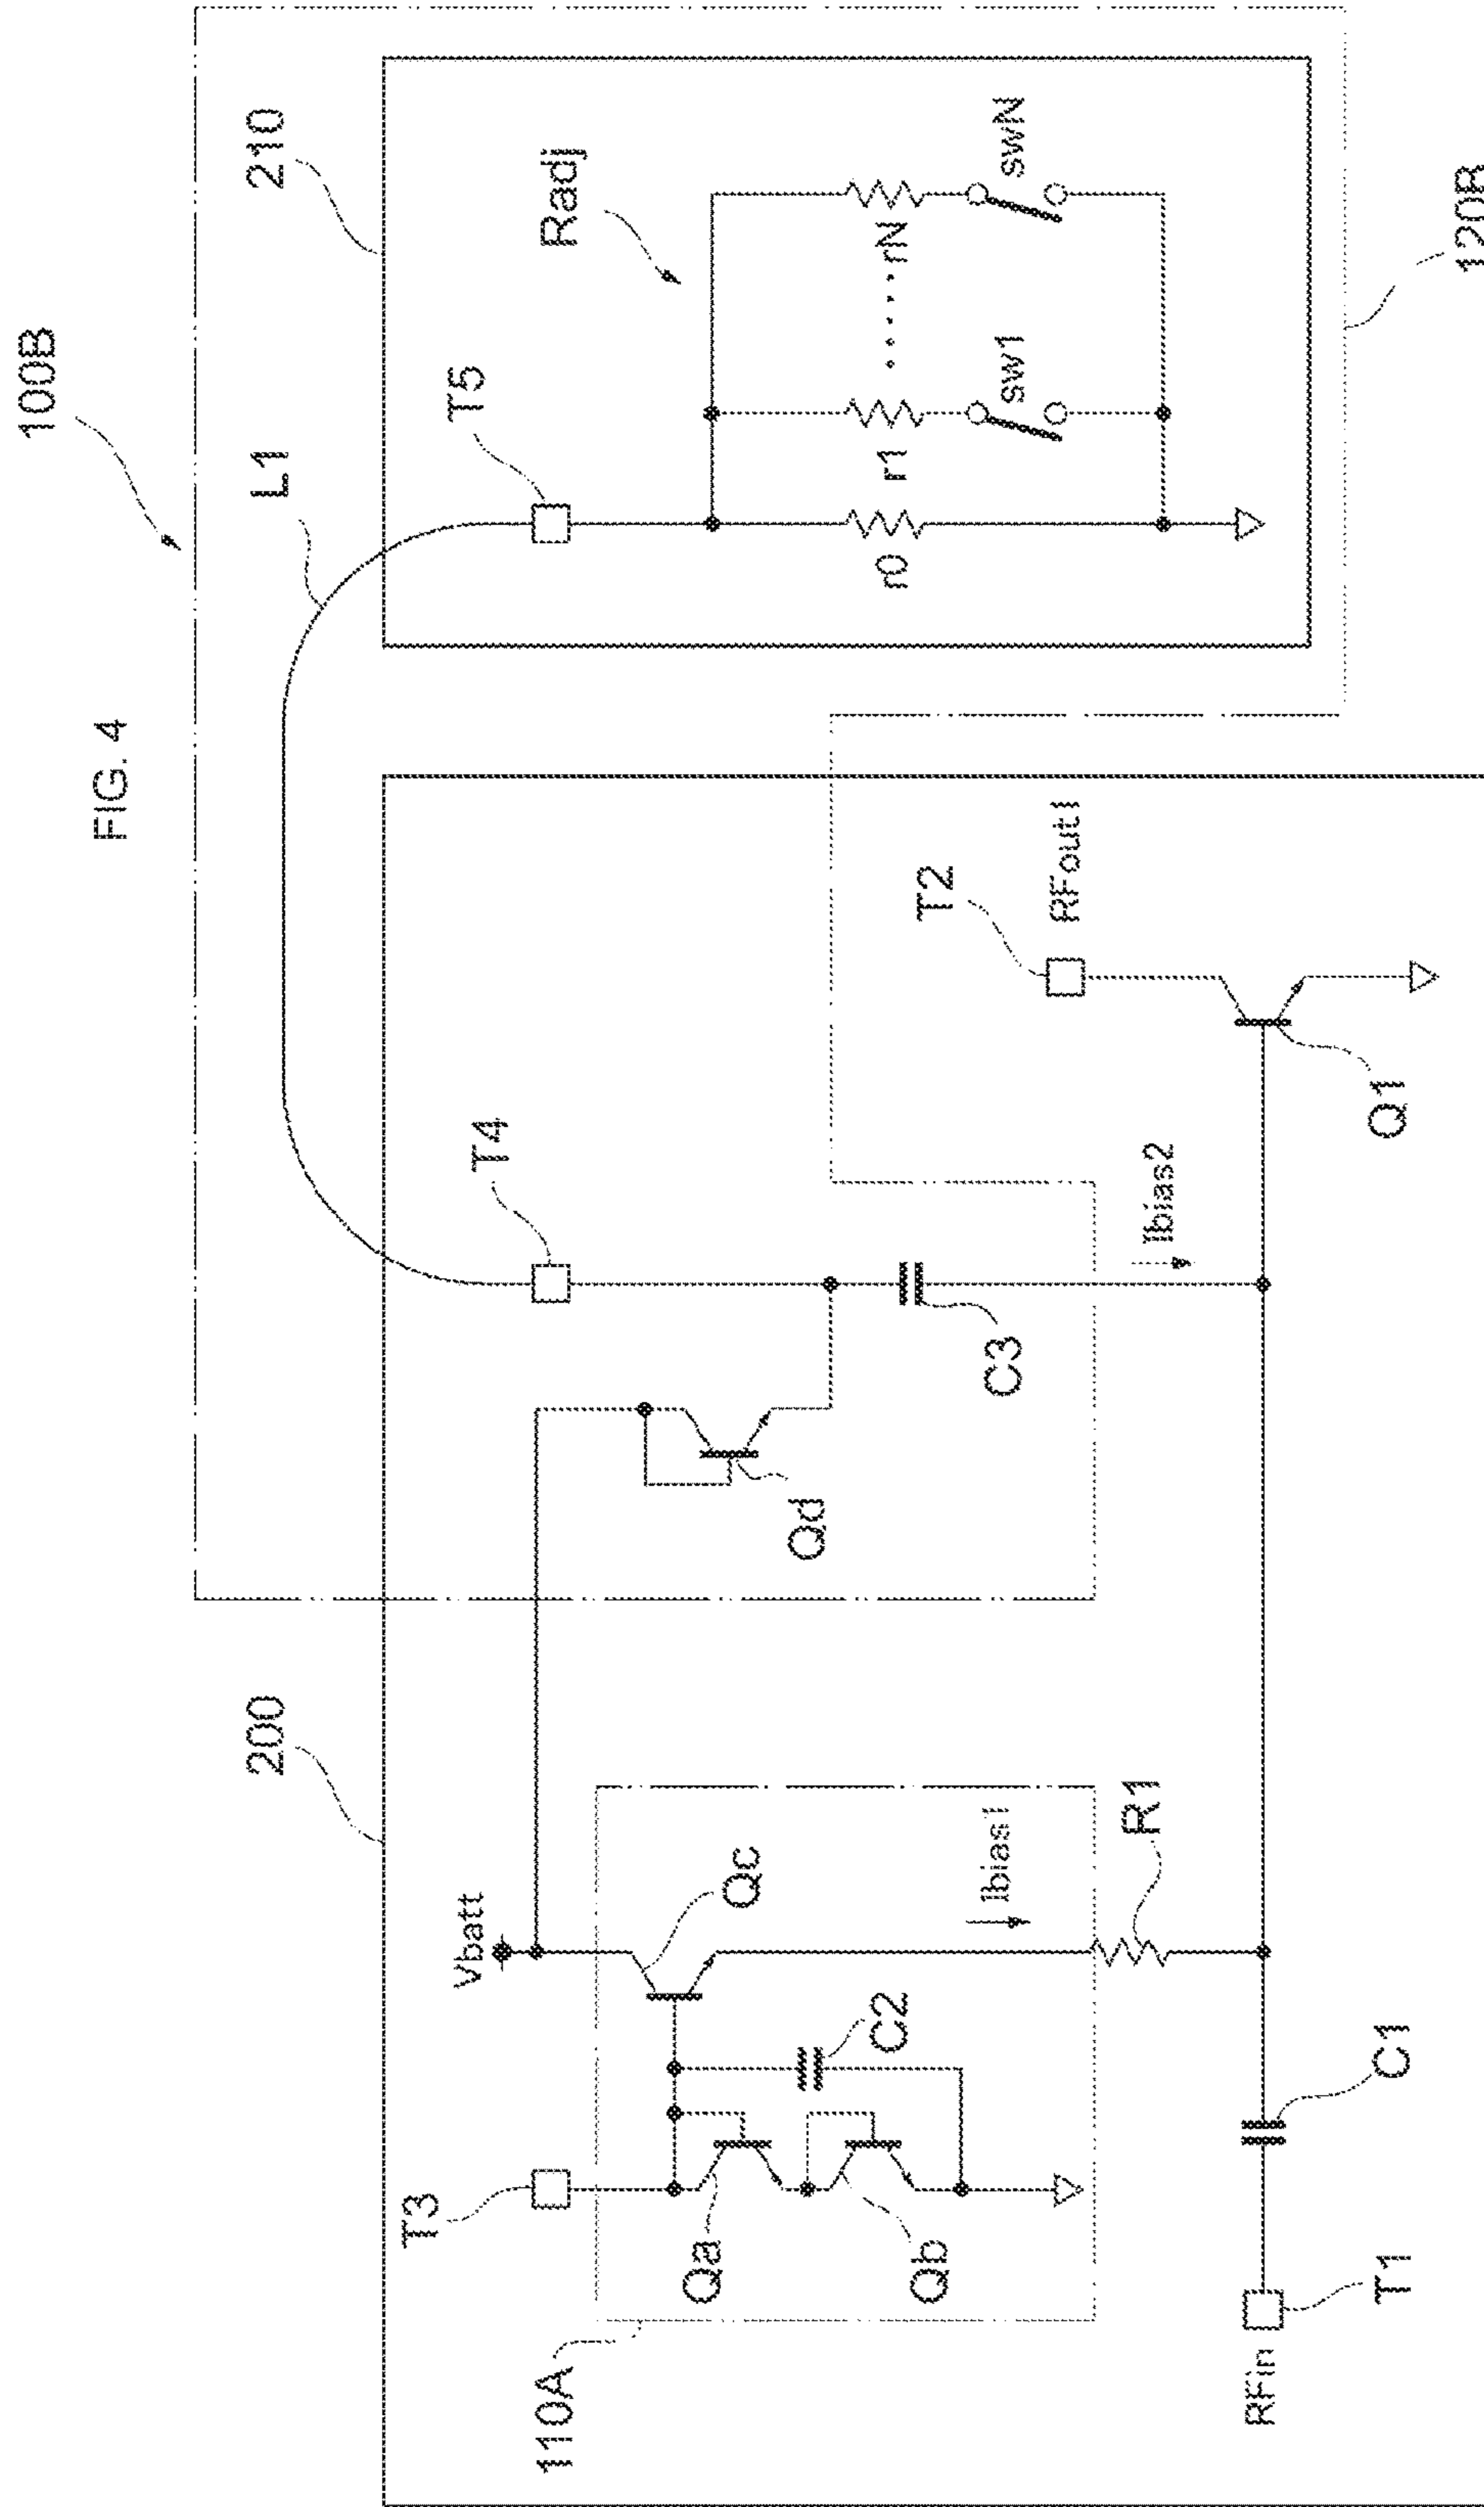 FIG. 4
100B
200
L1
210
110A
T3
Vbatt
T4
T5
Radj
Qa
Qc
Qd
Qb
C2
C3
T2
r0
r1
.....rN
sw1
swN
Ibias1
RFout1
R1
Ibias2
RFin
T1
C1
Q1
120B